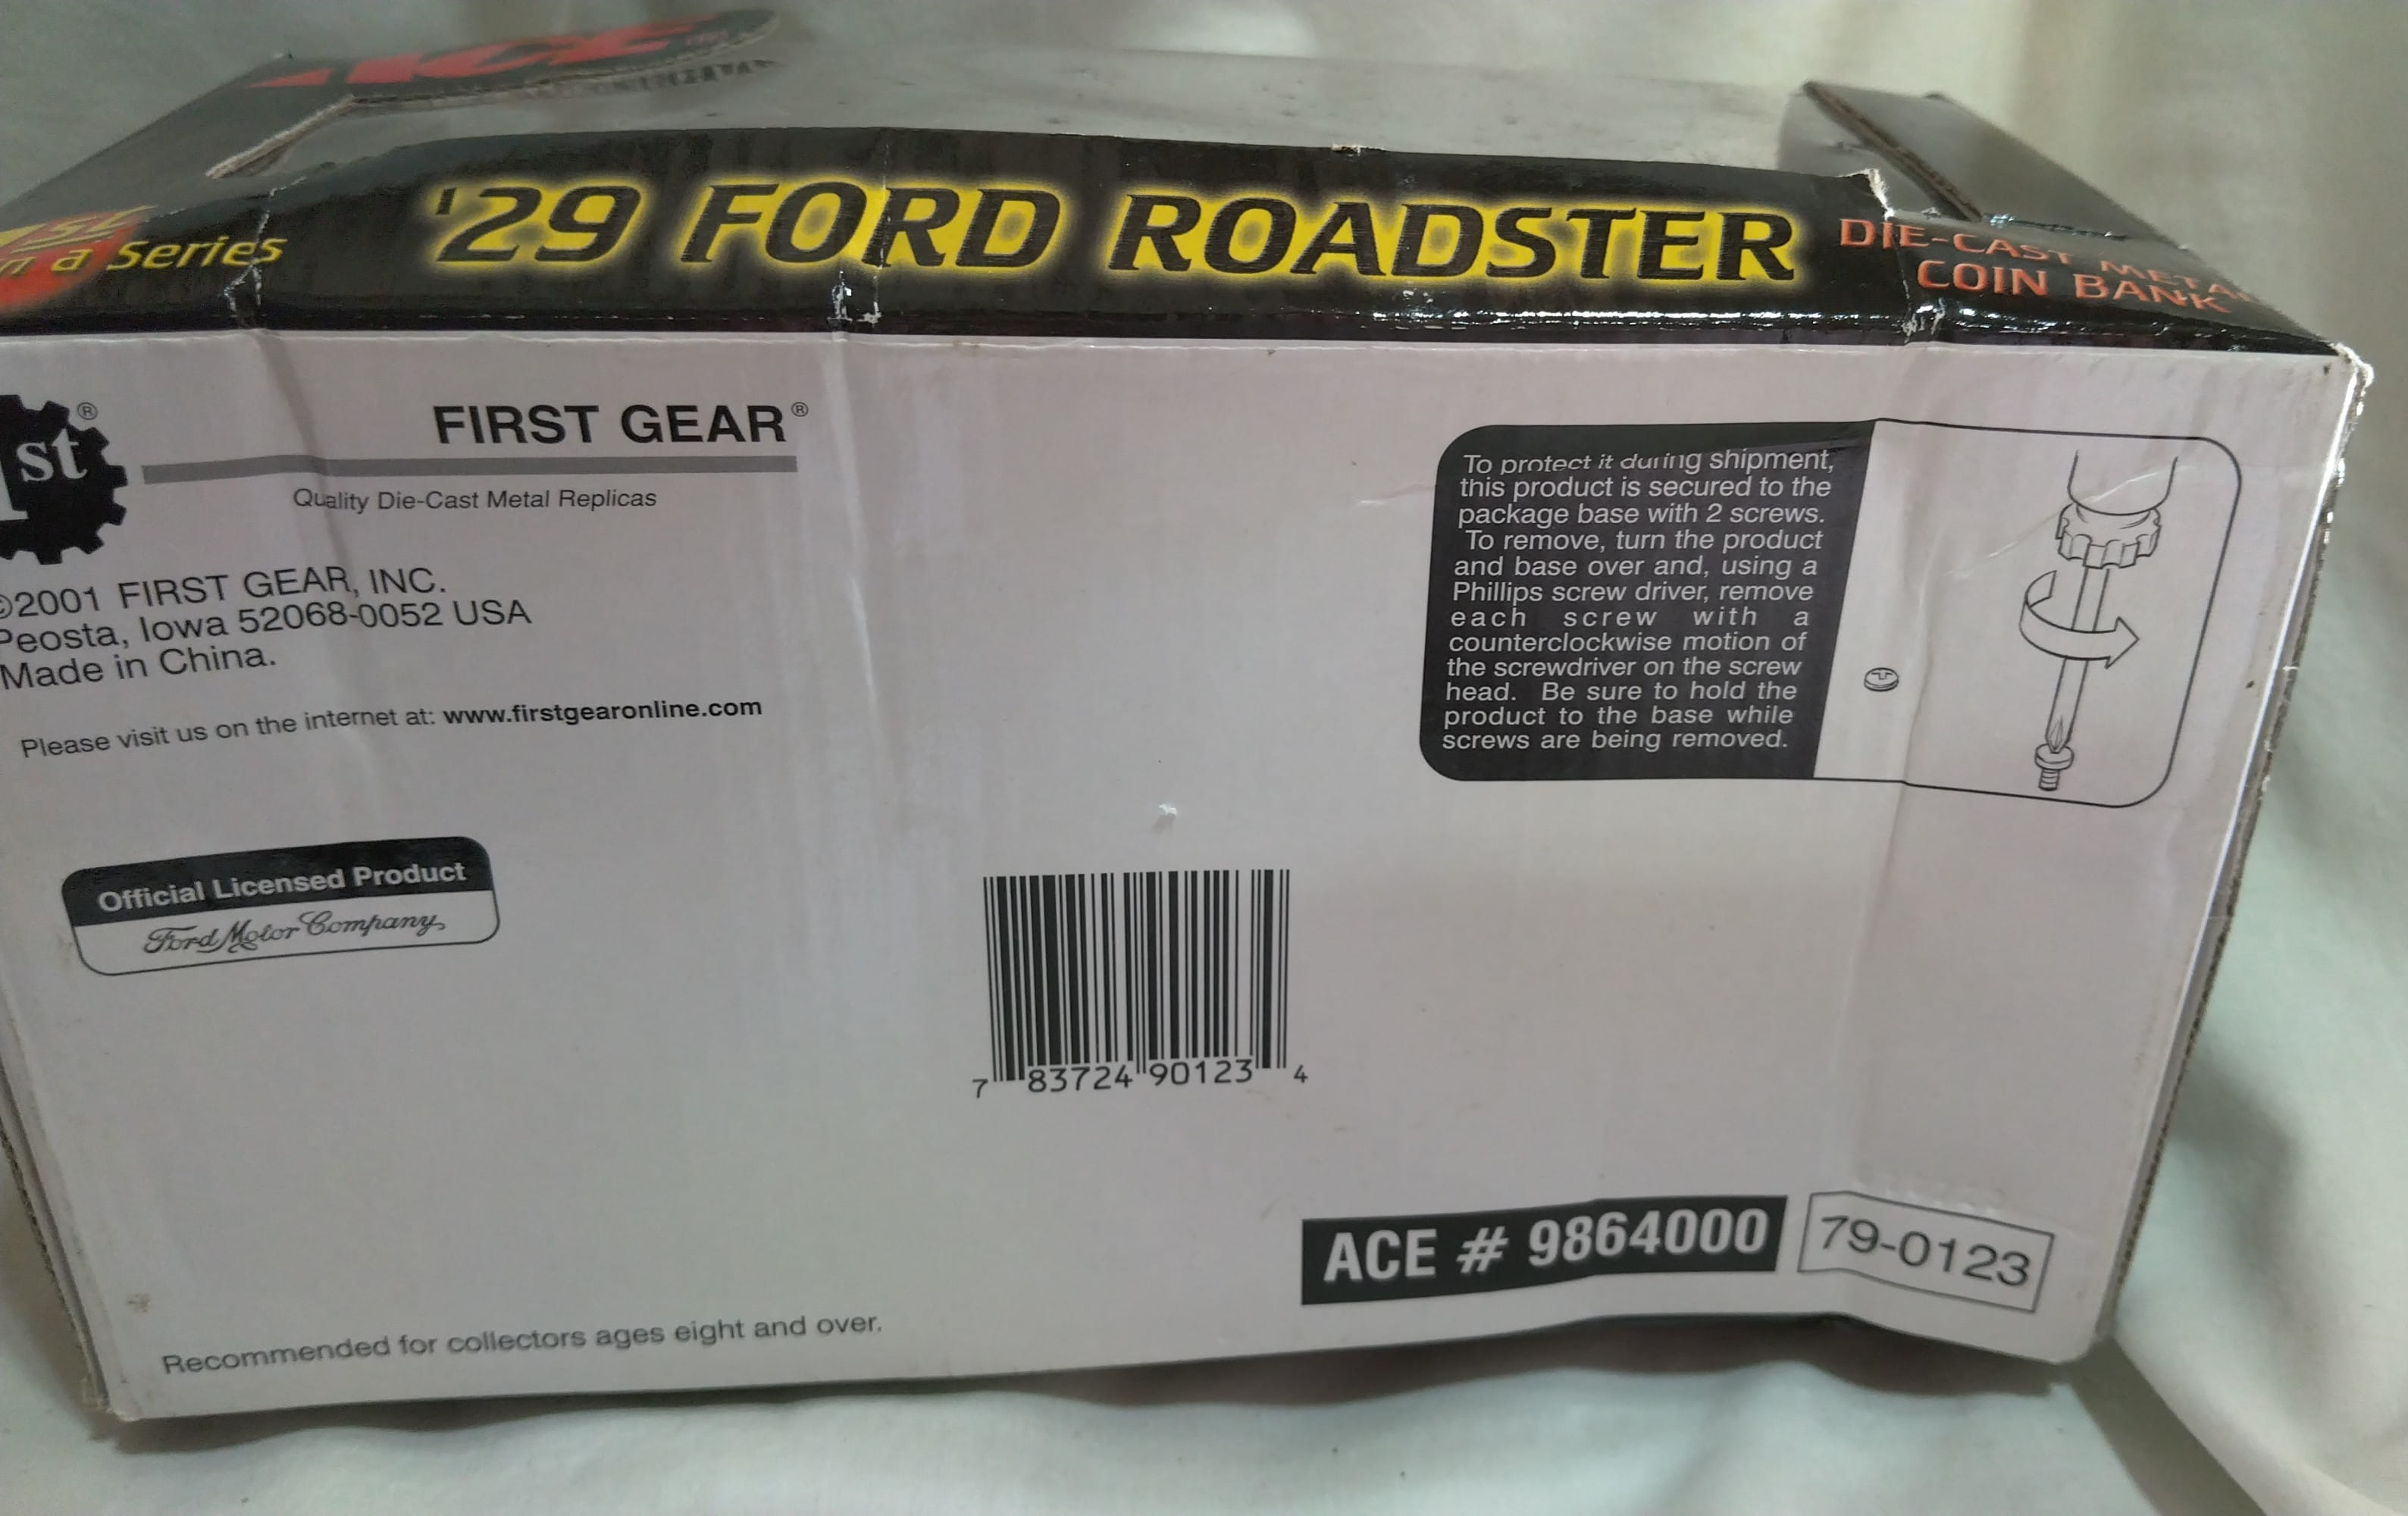 ACE
'29 FORD ROADSTER
a Series
DIE-CAST METAL
COIN BANK
st®
FIRST GEAR®
Quality Die-Cast Metal Replicas
©2001 FIRST GEAR, INC.
Peosta, Iowa 52068-0052 USA
Made in China.
Please visit us on the internet at: www.firstgearonline.com
Official Licensed Product
Ford Motor Company,
To protect it during shipment,
this product is secured to the
package base with 2 screws.
To remove, turn the product
and base over and, using a
Phillips screw driver, remove
each screw with a
counterclockwise motion of
the screwdriver on the screw
head. Be sure to hold the
product to the base while
screws are being removed.
7 83724 90123 4
ACE # 9864000
79-0123
Recommended for collectors ages eight and over.